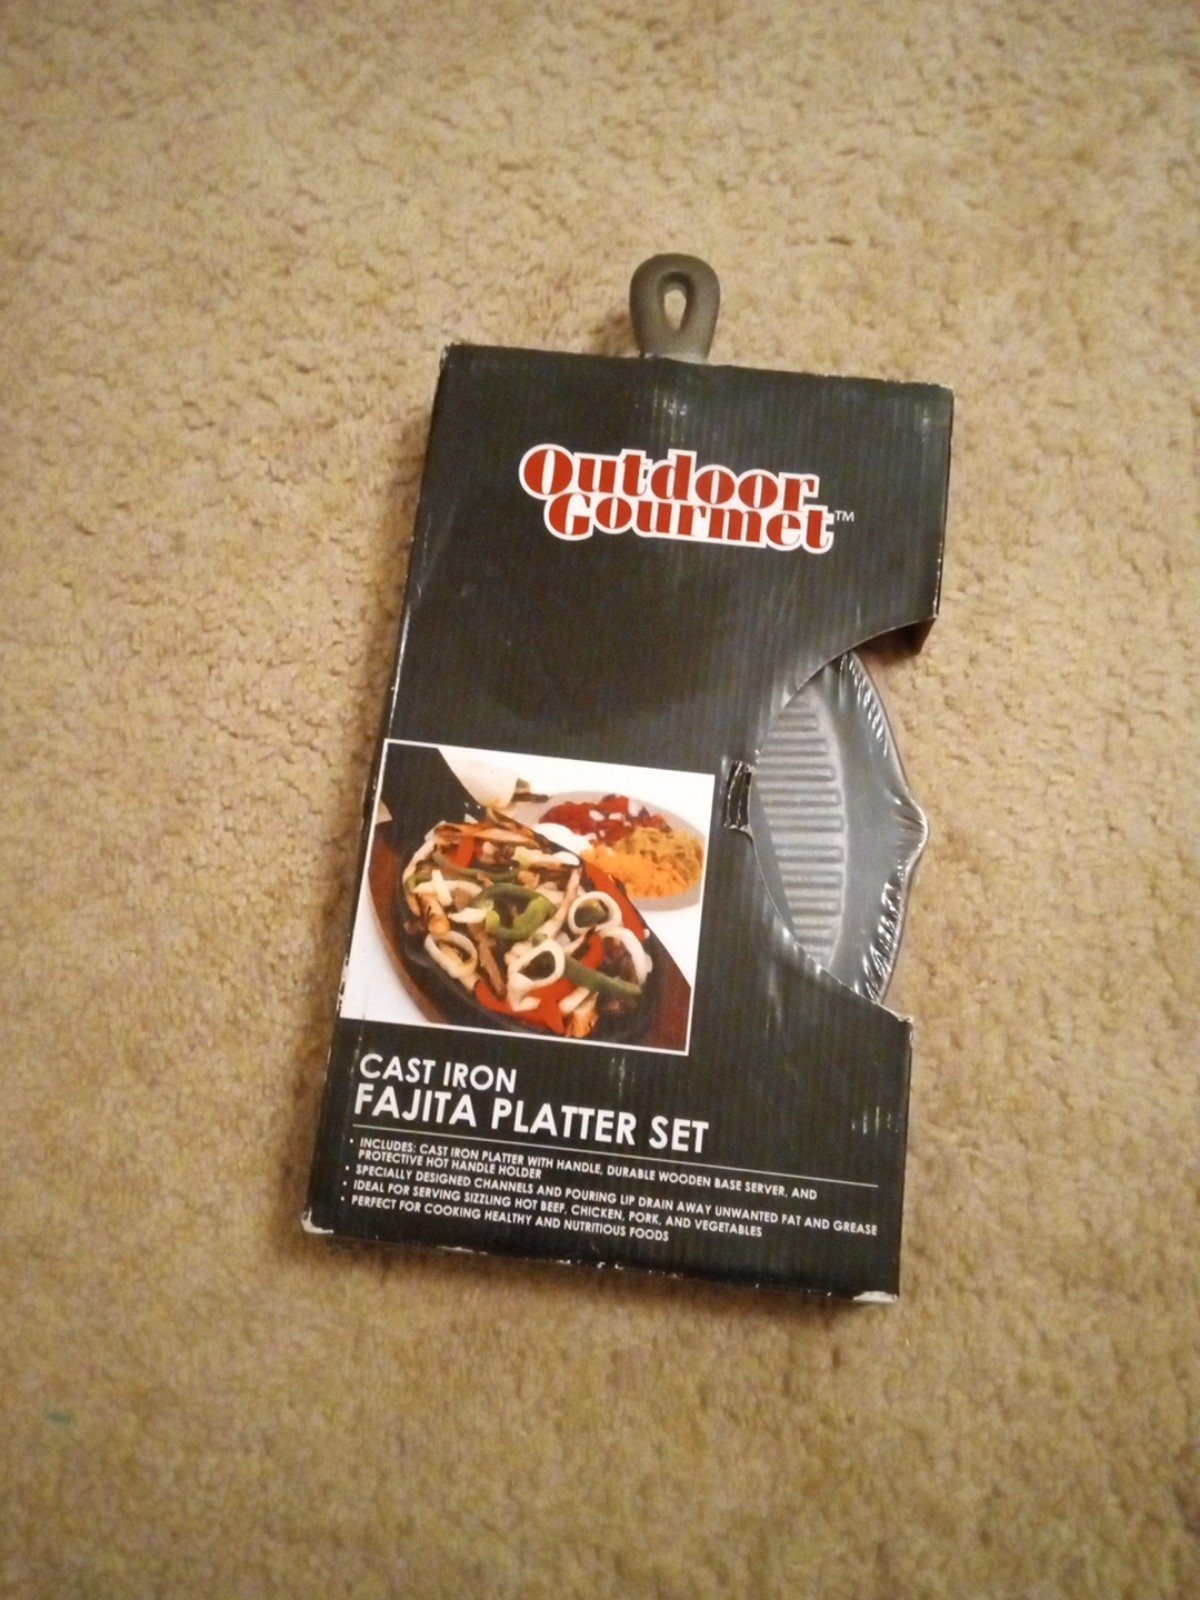 Outdoor
Gourmet™
CAST IRON
FAJITA PLATTER SET
• INCLUDES: CAST IRON PLATTER WITH HANDLE, DURABLE WOODEN BASE SERVER, AND
PROTECTIVE HOT HANDLE HOLDER
• SPECIALLY DESIGNED CHANNELS AND POURING LIP DRAIN AWAY UNWANTED FAT AND GREASE
• IDEAL FOR SERVING SIZZLING HOT BEEF, CHICKEN, PORK, AND VEGETABLES
• PERFECT FOR COOKING HEALTHY AND NUTRITIOUS FOODS